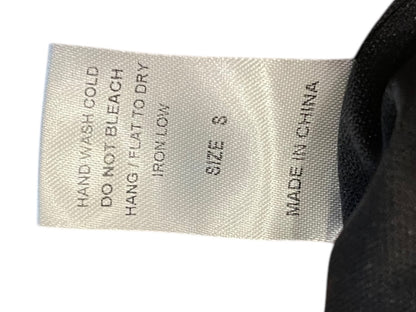 HAND WASH COLD
DO NOT BLEACH
HANG / FLAT TO DRY
IRON LOW
SIZE S
MADE IN CHINA